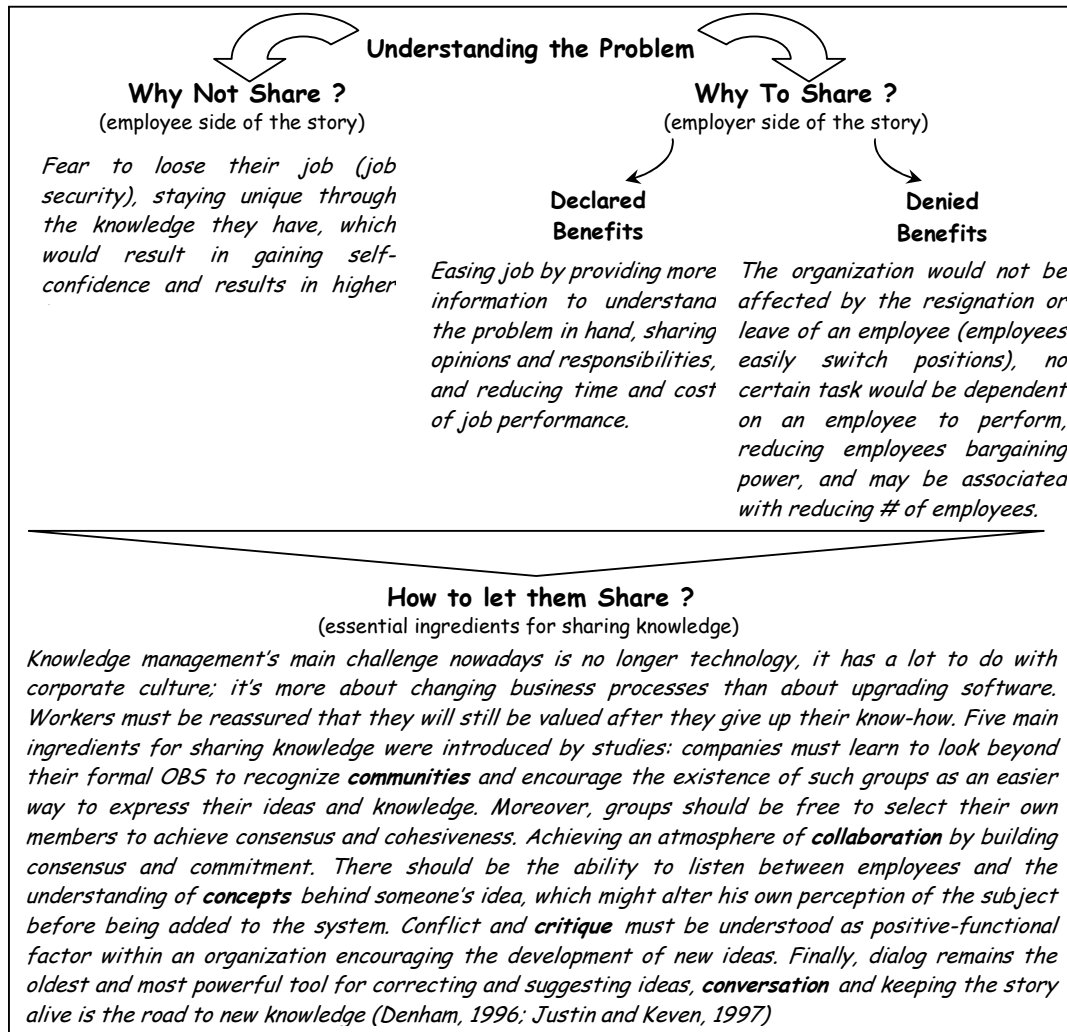 Understanding the Problem
Why Not Share ?
(employee side of the story)
Fear to loose their job (job
security), staying unique through
the knowledge they have, which
would result in gaining self-
confidence and results in higher
Why To Share ?
(employer side of the story)
Declared
Benefits
Easing job by providing more
information to understand
the problem in hand, sharing
opinions and responsibilities,
and reducing time and cost
of job performance.
Denied
Benefits
The organization would not be
affected by the resignation or
leave of an employee (employees
easily switch positions), no
certain task would be dependent
on an employee to perform,
reducing employees bargaining
power, and may be associated
with reducing # of employees.
How to let them Share ?
(essential ingredients for sharing knowledge)
Knowledge management's main challenge nowadays is no longer technology, it has a lot to do with
corporate culture; it's more about changing business processes than about upgrading software.
Workers must be reassured that they will still be valued after they give up their know-how. Five main
ingredients for sharing knowledge were introduced by studies: companies must learn to look beyond
their formal OBS to recognize communities and encourage the existence of such groups as an easier
way to express their ideas and knowledge. Moreover, groups should be free to select their own
members to achieve consensus and cohesiveness. Achieving an atmosphere of collaboration by building
consensus and commitment. There should be the ability to listen between employees and the
understanding of concepts behind someone's idea, which might alter his own perception of the subject
before being added to the system. Conflict and critique must be understood as positive-functional
factor within an organization encouraging the development of new ideas. Finally, dialog remains the
oldest and most powerful tool for correcting and suggesting ideas, conversation and keeping the story
alive is the road to new knowledge (Denham, 1996; Justin and Keven, 1997)